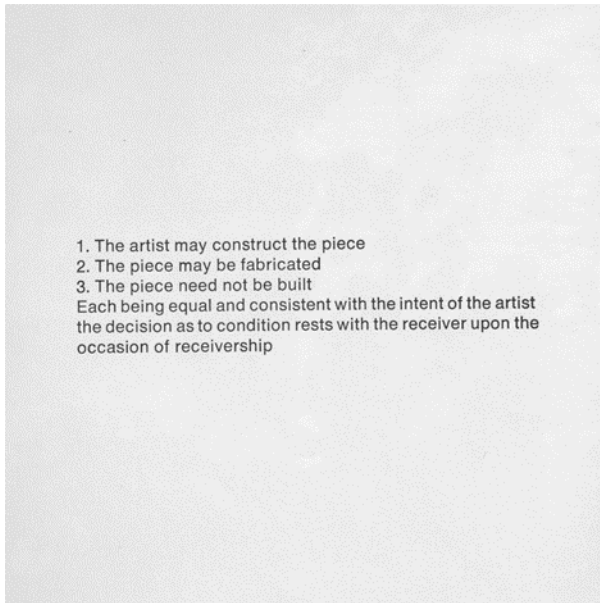 1. The artist may construct the piece
2. The piece may be fabricated
3. The piece need not be built
Each being equal and consistent with the intent of the artist
the decision as to condition rests with the receiver upon the
occasion of receivership